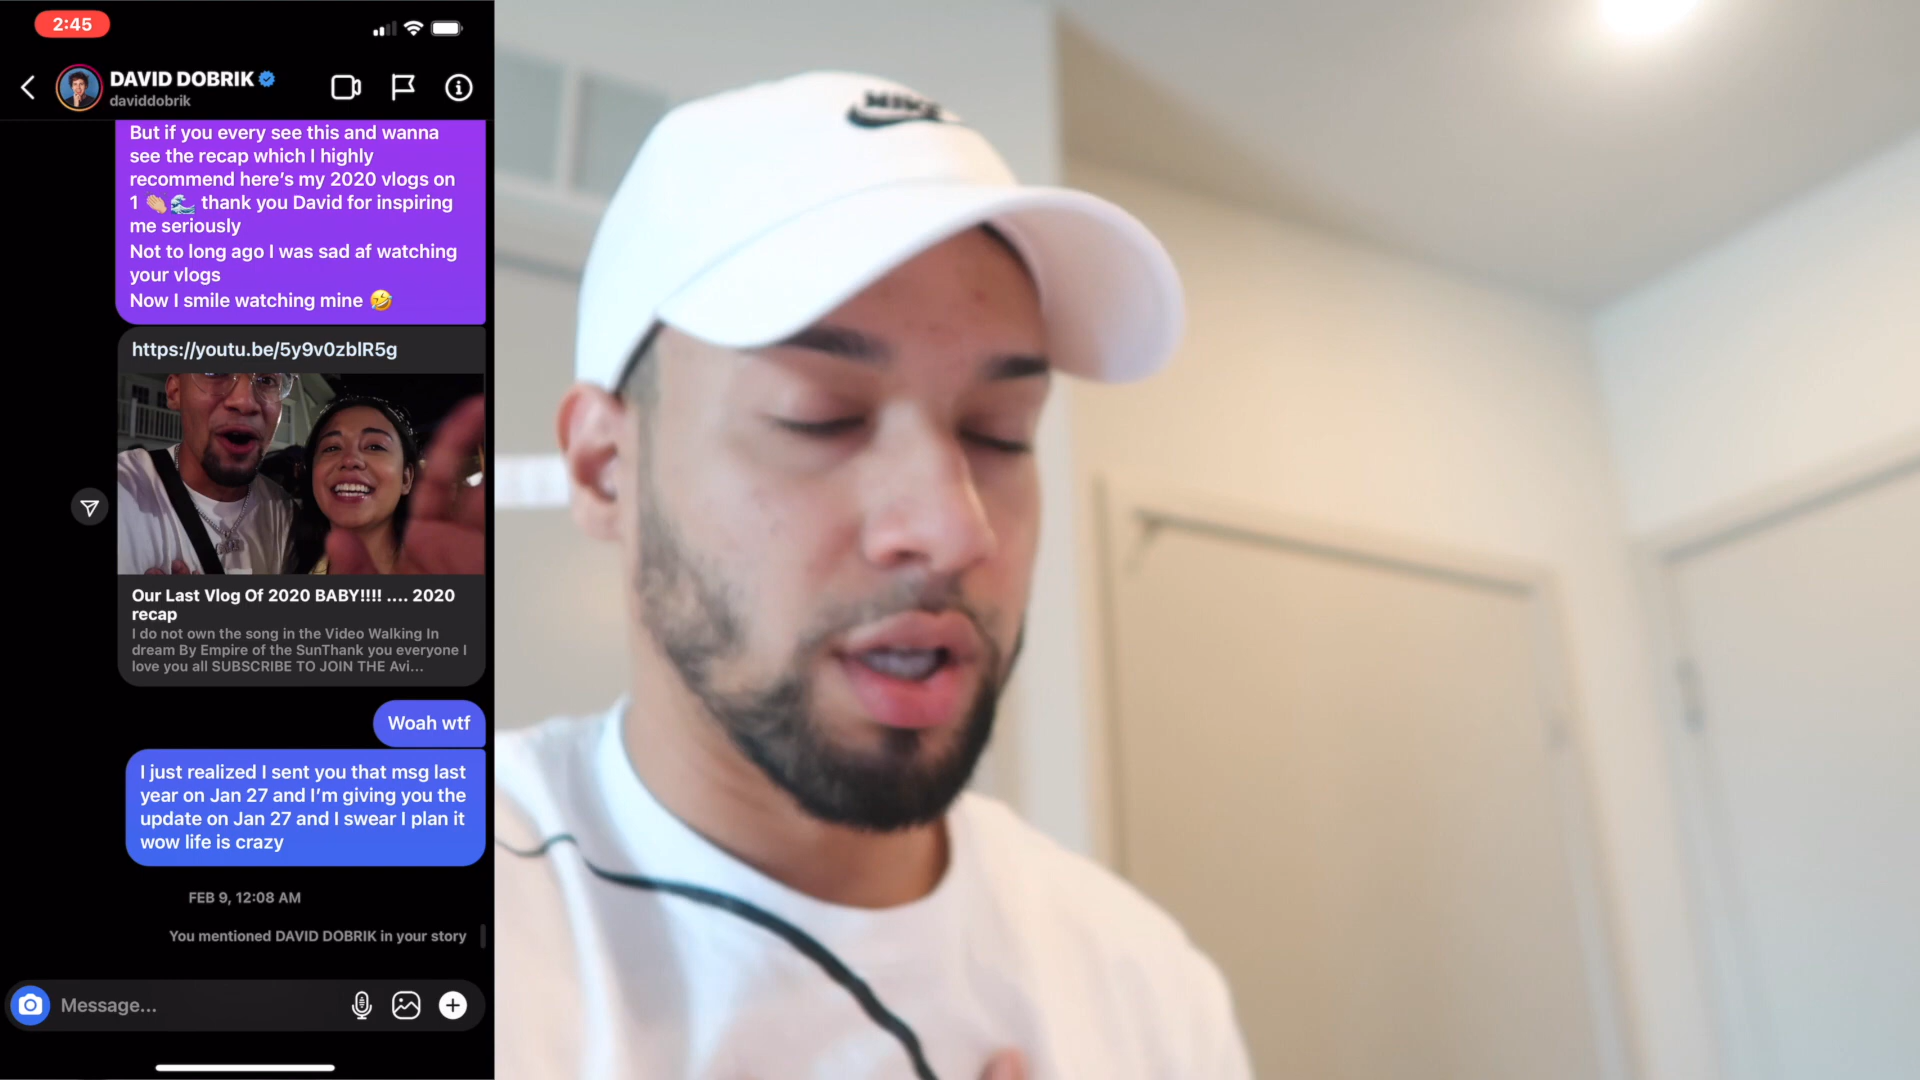 2:45
DAVID DOBRIK
daviddobrik
But if you every see this and wanna
see the recap which I highly
recommend here's my 2020 vlogs on
1 👏🏼🌊 thank you David for inspiring
me seriously
Not to long ago I was sad af watching
your vlogs
Now I smile watching mine 🤣
https://youtu.be/5y9v0zblR5g
Our Last Vlog Of 2020 BABY!!!! .... 2020
recap
I do not own the song in the Video Walking In
dream By Empire of the SunThank you everyone I
love you all SUBSCRIBE TO JOIN THE Avi...
Woah wtf
I just realized I sent you that msg last
year on Jan 27 and I'm giving you the
update on Jan 27 and I swear I plan it
wow life is crazy
FEB 9, 12:08 AM
You mentioned DAVID DOBRIK in your story
Message...
NIKE